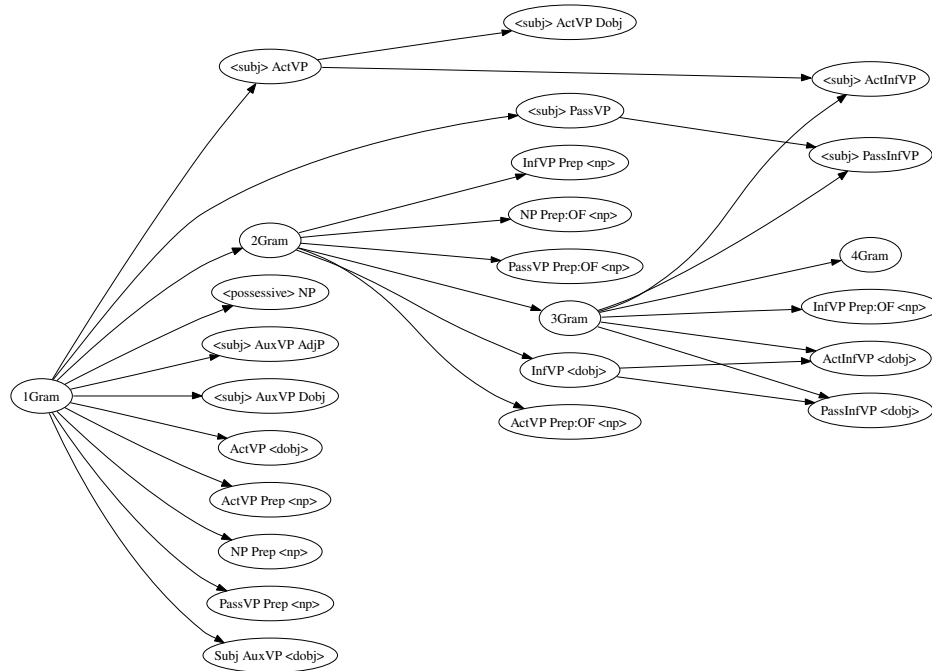 <subj> ActVP Dobj
<subj> ActVP
<subj> ActInfVP
<subj> PassVP
<subj> PassInfVP
InfVP Prep <np>
NP Prep:OF <np>
2Gram
PassVP Prep:OF <np>
4Gram
<possessive> NP
InfVP Prep:OF <np>
3Gram
<subj> AuxVP AdjP
ActInfVP <dobj>
InfVP <dobj>
1Gram
<subj> AuxVP Dobj
PassInfVP <dobj>
ActVP Prep:OF <np>
ActVP <dobj>
ActVP Prep <np>
NP Prep <np>
PassVP Prep <np>
Subj AuxVP <dobj>